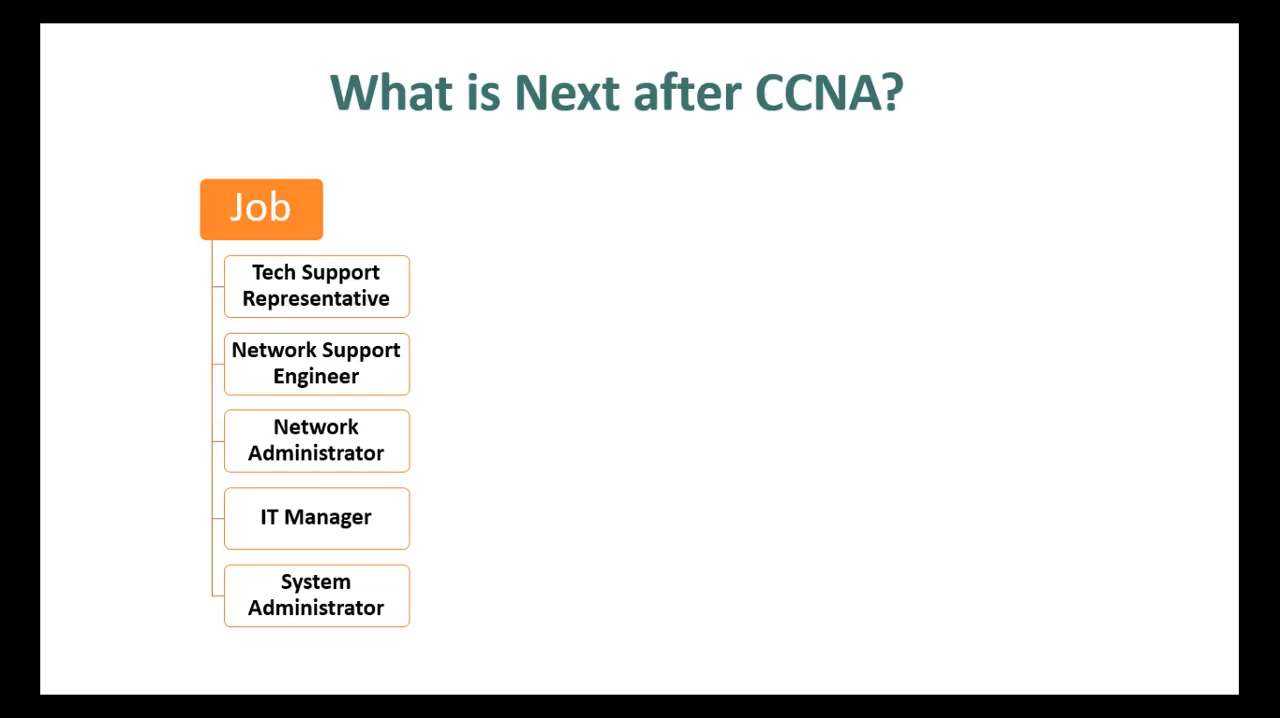 What is Next after CCNA?
Job
Tech Support
Representative
Network Support
Engineer
Network
Administrator
IT Manager
System
Administrator